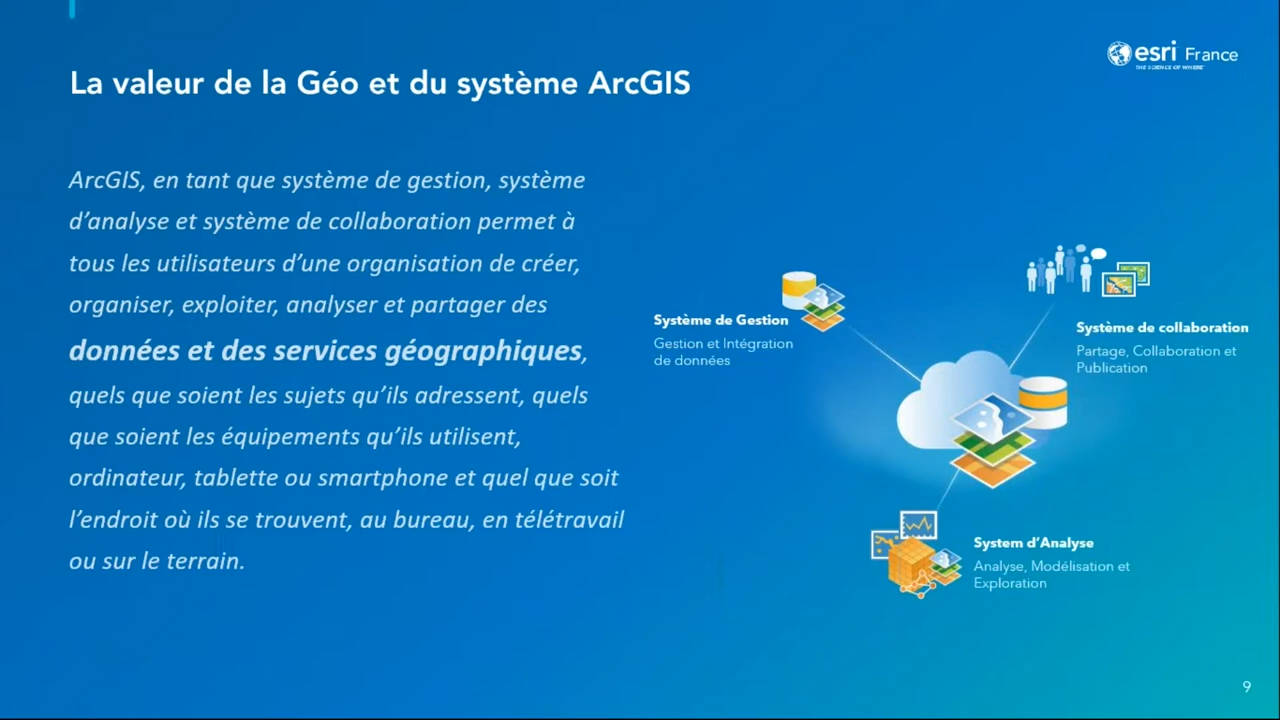 esri France
THE SCIENCE OF WHERE
La valeur de la Géo et du système ArcGIS
ArcGIS, en tant que système de gestion, système
d’analyse et système de collaboration permet à
tous les utilisateurs d’une organisation de créer,
organiser, exploiter, analyser et partager des
données et des services géographiques,
quels que soient les sujets qu’ils adressent, quels
que soient les équipements qu’ils utilisent,
ordinateur, tablette ou smartphone et quel que soit
l’endroit où ils se trouvent, au bureau, en télétravail
ou sur le terrain.
Système de Gestion
Gestion et Intégration
de données
Système de collaboration
Partage, Collaboration et
Publication
System d’Analyse
Analyse, Modélisation et
Exploration
9